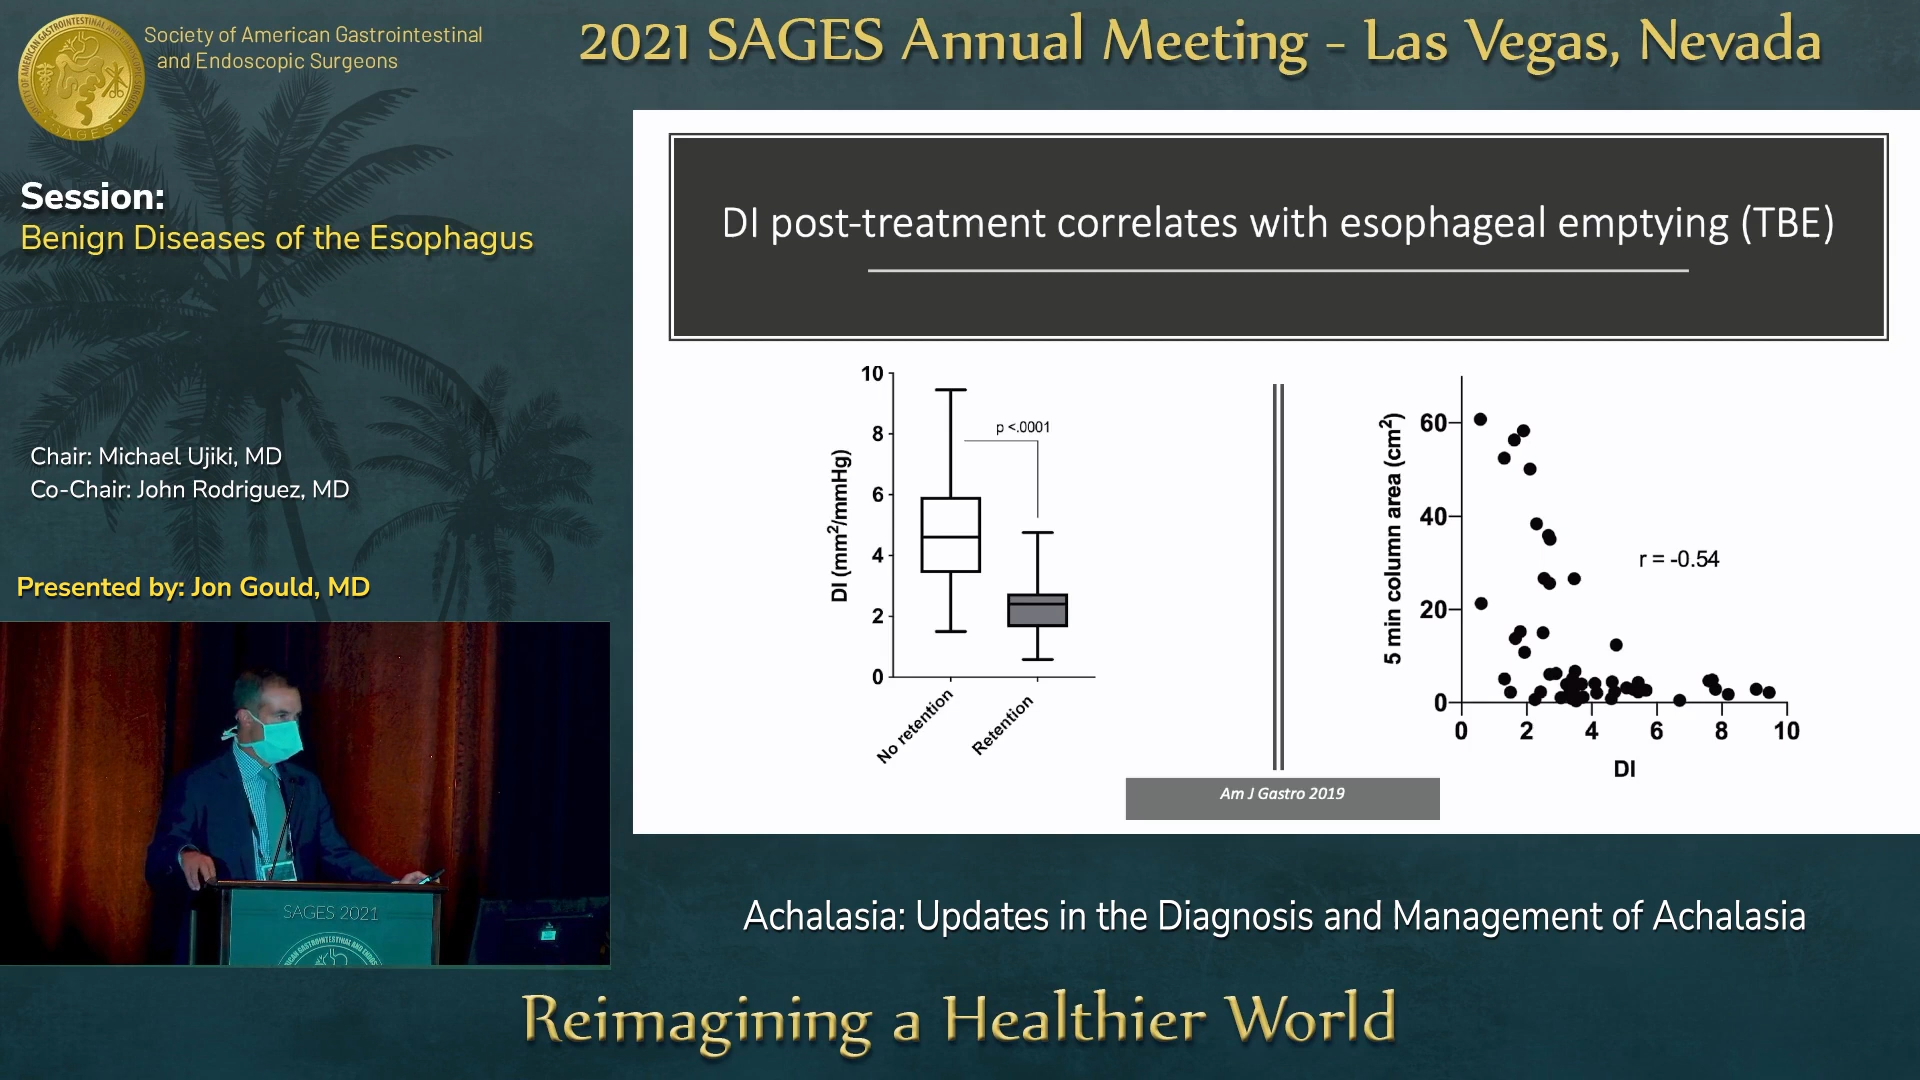 Society of American Gastrointestinal
and Endoscopic Surgeons
2021 SAGES Annual Meeting - Las Vegas, Nevada
Session:
Benign Diseases of the Esophagus
Chair: Michael Ujiki, MD
Co-Chair: John Rodriguez, MD
Presented by: Jon Gould, MD
SAGES 2021
DI post-treatment correlates with esophageal emptying (TBE)
DI (mm²/mmHg)
10
8
6
4
2
0
p <.0001
No retention
Retention
5 min column area (cm²)
60
40
20
0
r = -0.54
0 2 4 6 8 10
DI
Am J Gastro 2019
Achalasia: Updates in the Diagnosis and Management of Achalasia
Reimagining a Healthier World